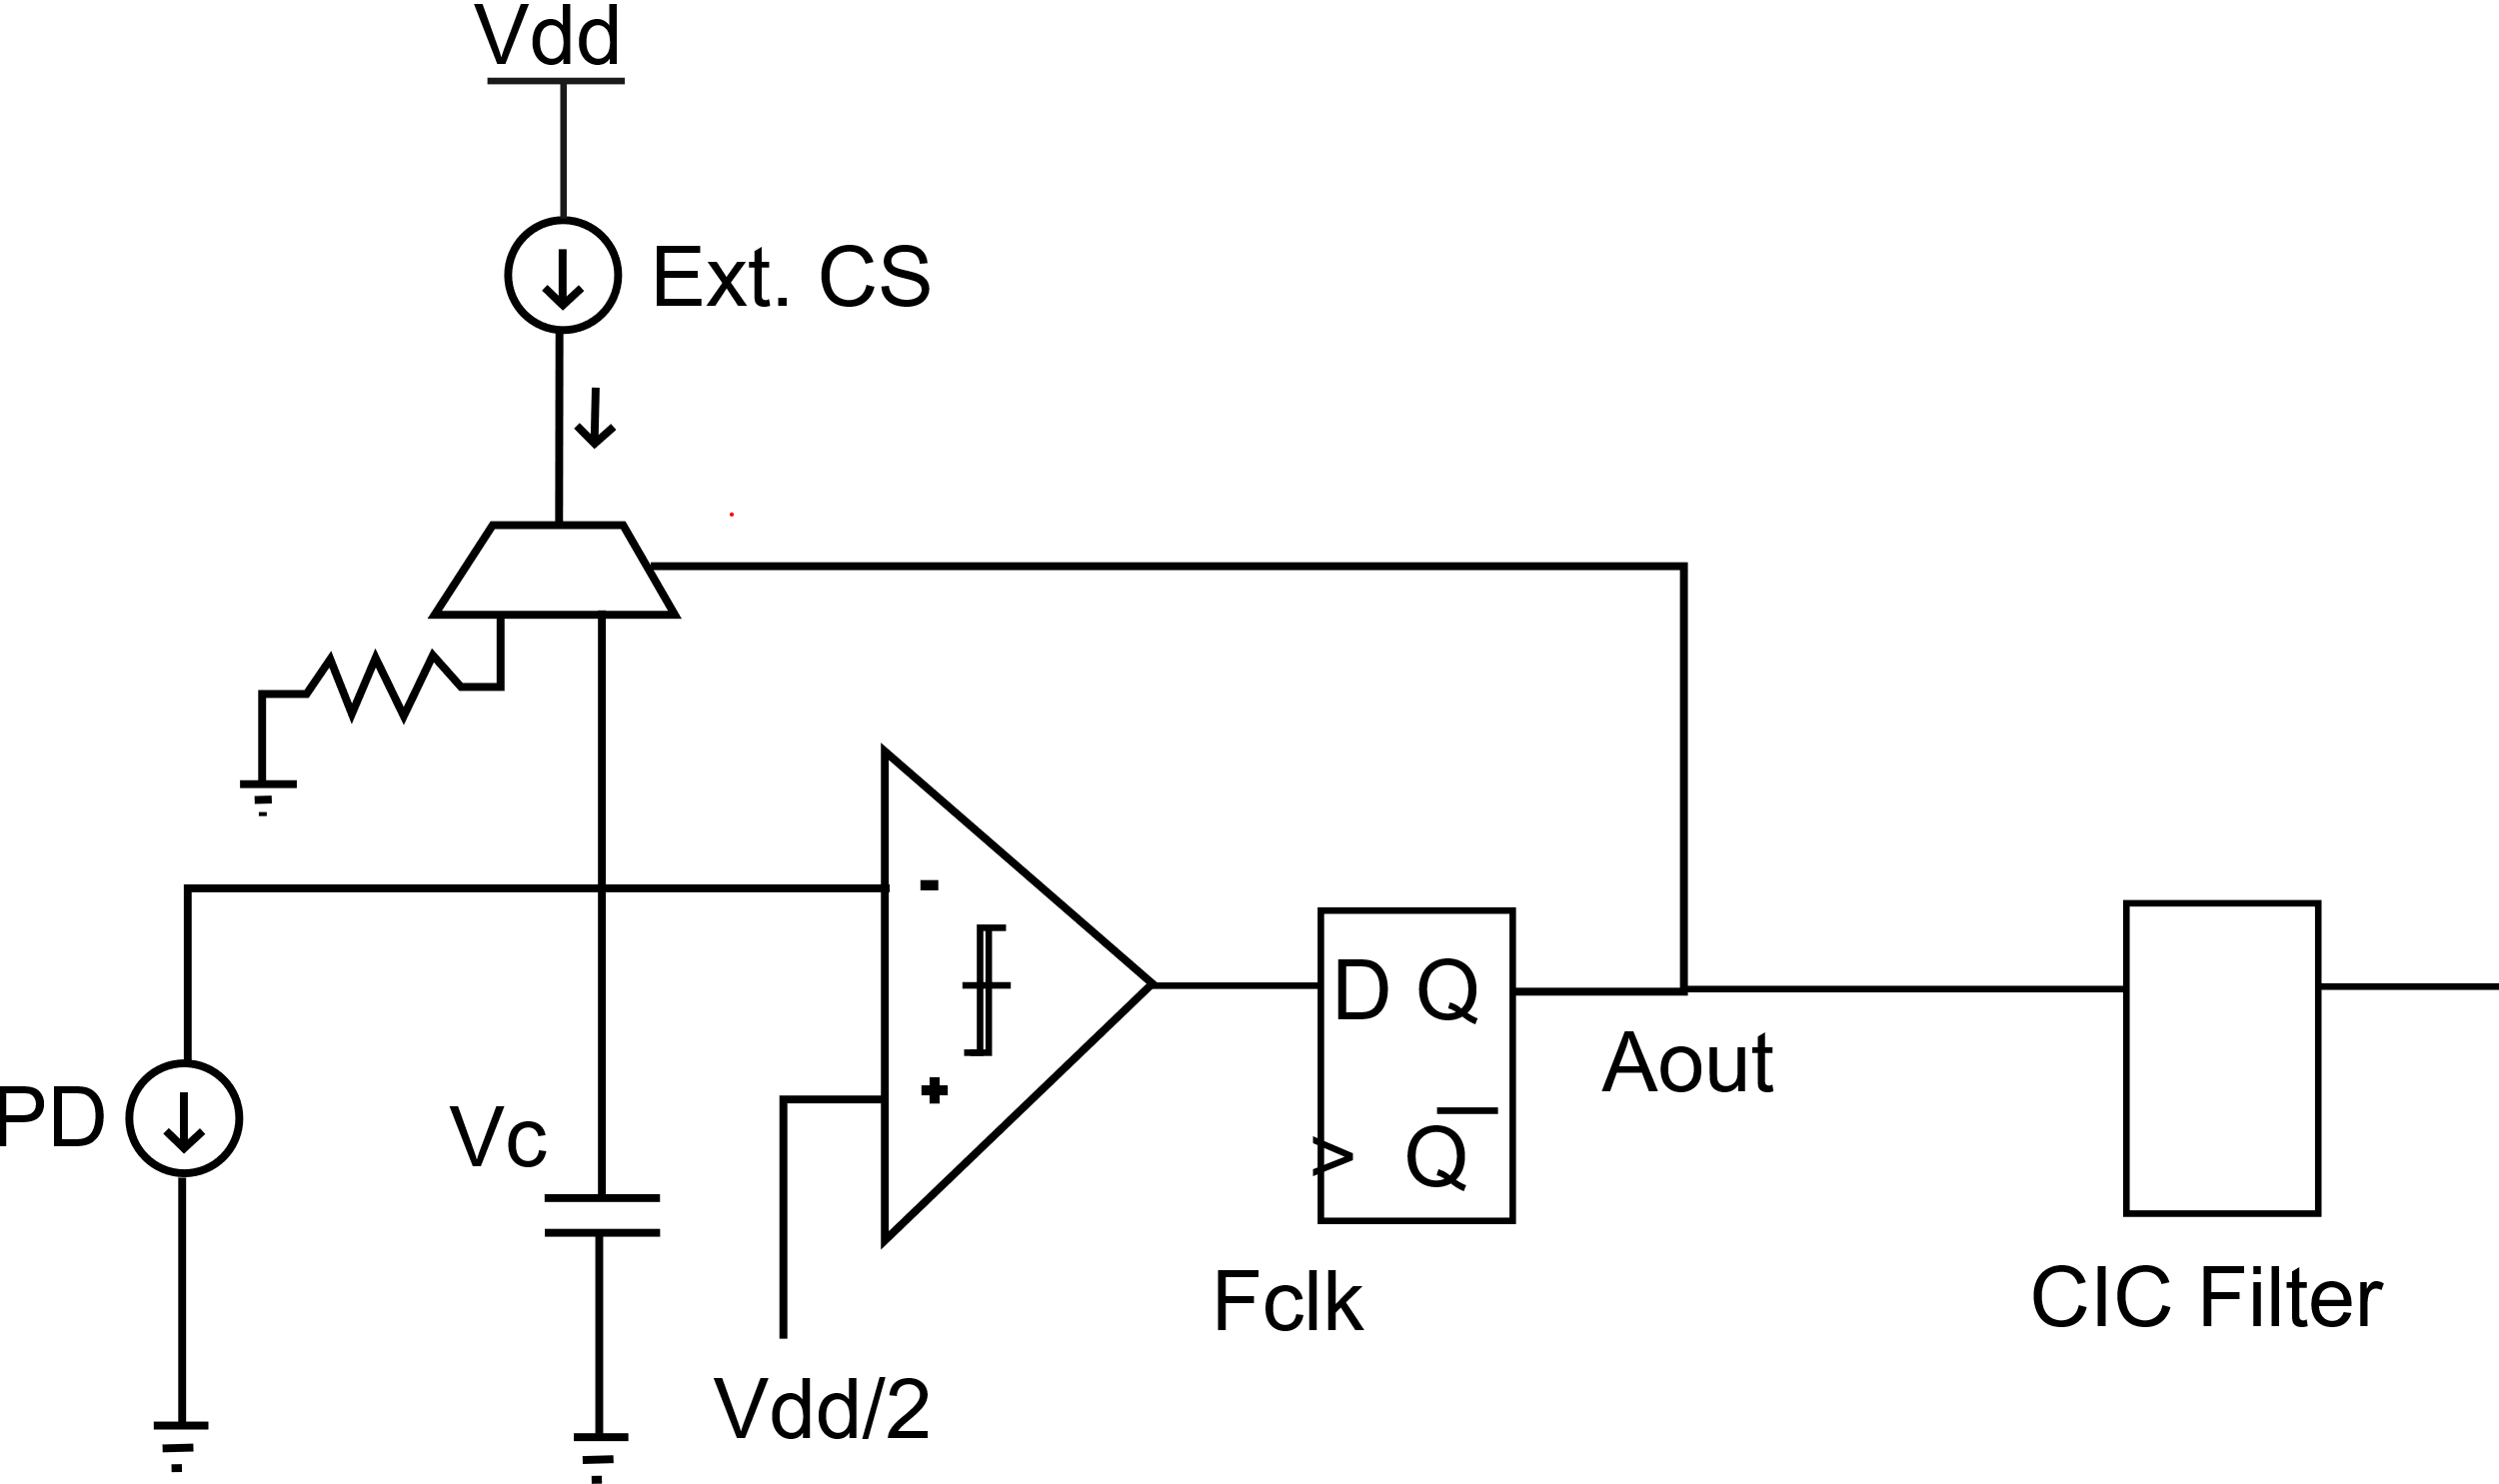 Vdd
Ext. CS
-
D Q
+
Aout
PD
Vc
> Q
Fclk
CIC Filter
Vdd/2